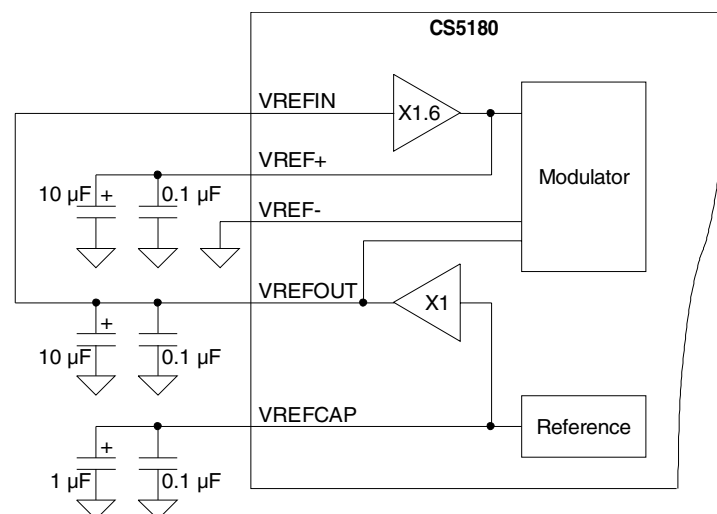 CS5180
VREFIN
X1.6
VREF+
10 µF + 0.1 µF
Modulator
VREF-
VREFOUT
X1
+
10 µF 0.1 µF
VREFCAP
Reference
+
1 µF 0.1 µF